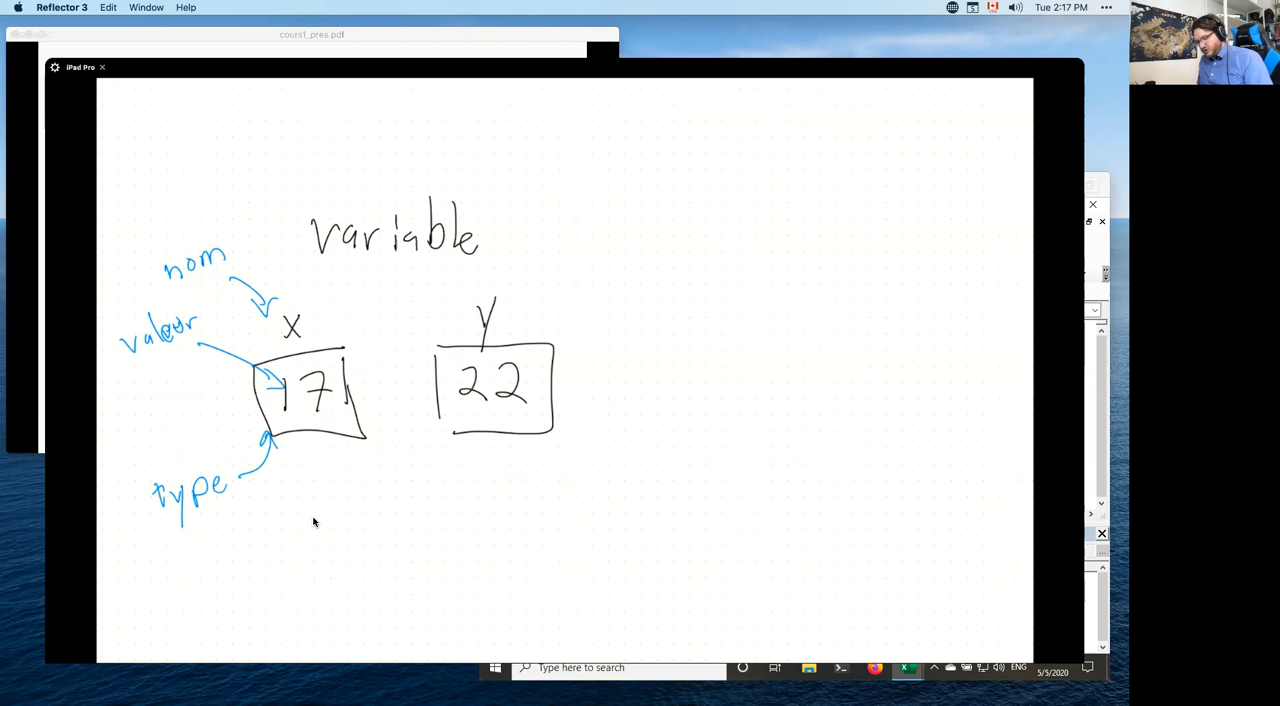 Reflector 3 Edit Window Help
5
Tue 2:17 PM
cours1_pres.pdf
iPad Pro
variable
nom
valeur
X
Y
17
22
type
Type here to search
ENG
5/5/2020